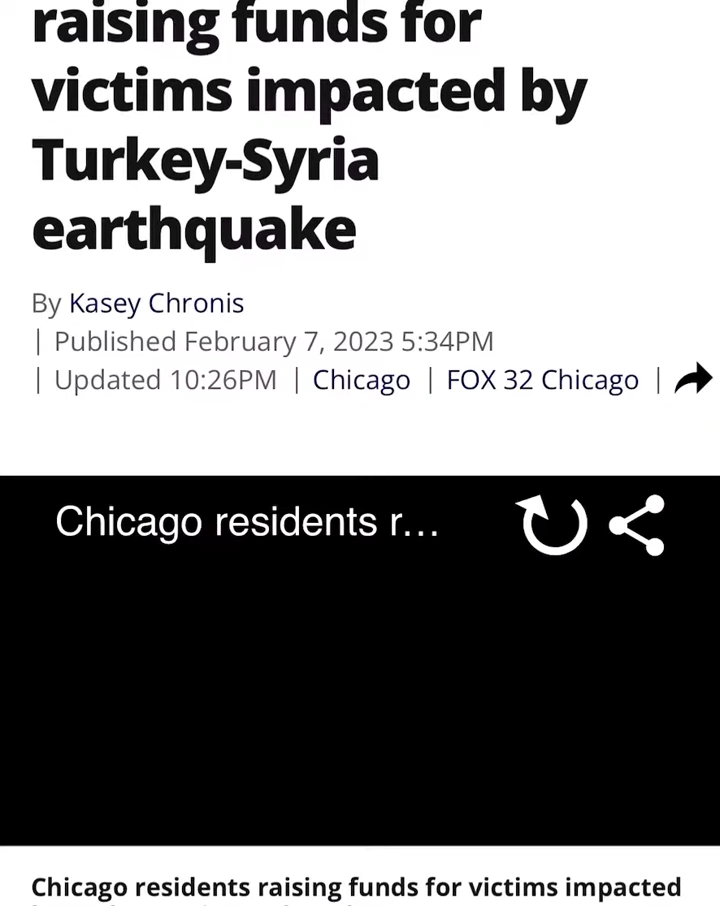 raising funds for
victims impacted by
Turkey-Syria
earthquake
By Kasey Chronis
| Published February 7, 2023 5:34PM
| Updated 10:26PM | Chicago | FOX 32 Chicago |
Chicago residents r...
Chicago residents raising funds for victims impacted